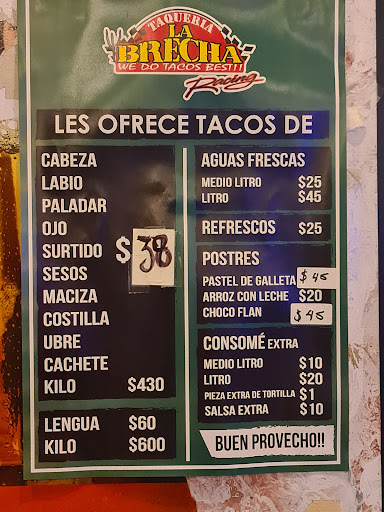 TAQUERIA
LA
BRECHA
WE DO TACOS BEST!!!
Racing
LES OFRECE TACOS DE
CABEZA
LABIO
PALADAR
OJO
SURTIDO
SESOS
MACIZA
COSTILLA
UBRE
CACHETE
$ 38
KILO $430
LENGUA $60
KILO $600
AGUAS FRESCAS
MEDIO LITRO $25
LITRO $45
REFRESCOS $25
POSTRES
PASTEL DE GALLETA $45
ARROZ CON LECHE $20
CHOCO FLAN $45
CONSOMÉ EXTRA
MEDIO LITRO $10
LITRO $20
PIEZA EXTRA DE TORTILLA $1
SALSA EXTRA $10
BUEN PROVECHO!!